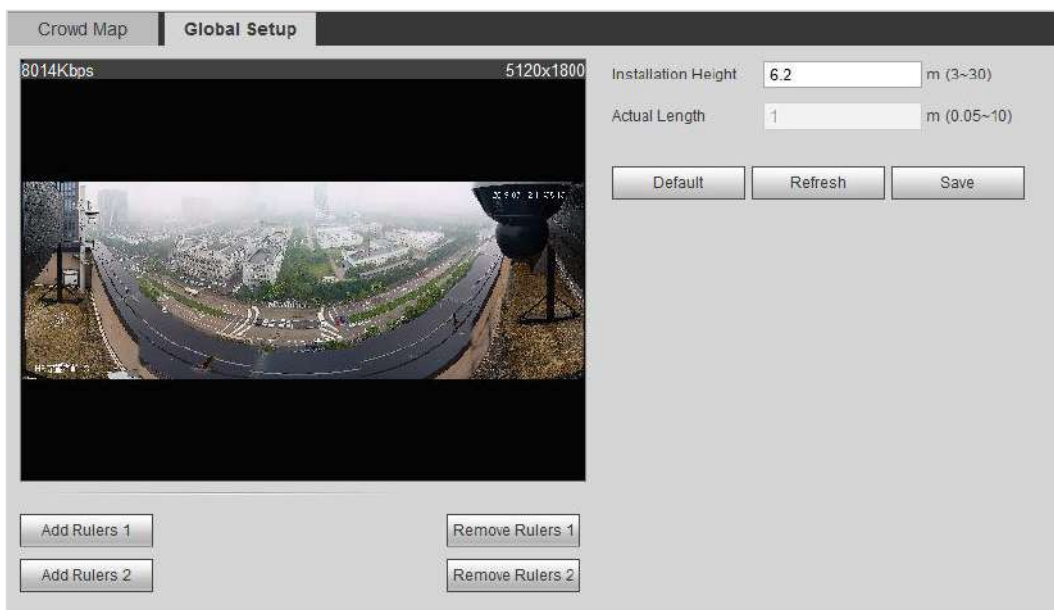 Crowd Map
Global Setup
8014Kbps 5120x1800
Installation Height 6.2 m (3~30)
Actual Length 1 m (0.05~10)
Default Refresh Save
Add Rulers 1 Remove Rulers 1
Add Rulers 2 Remove Rulers 2